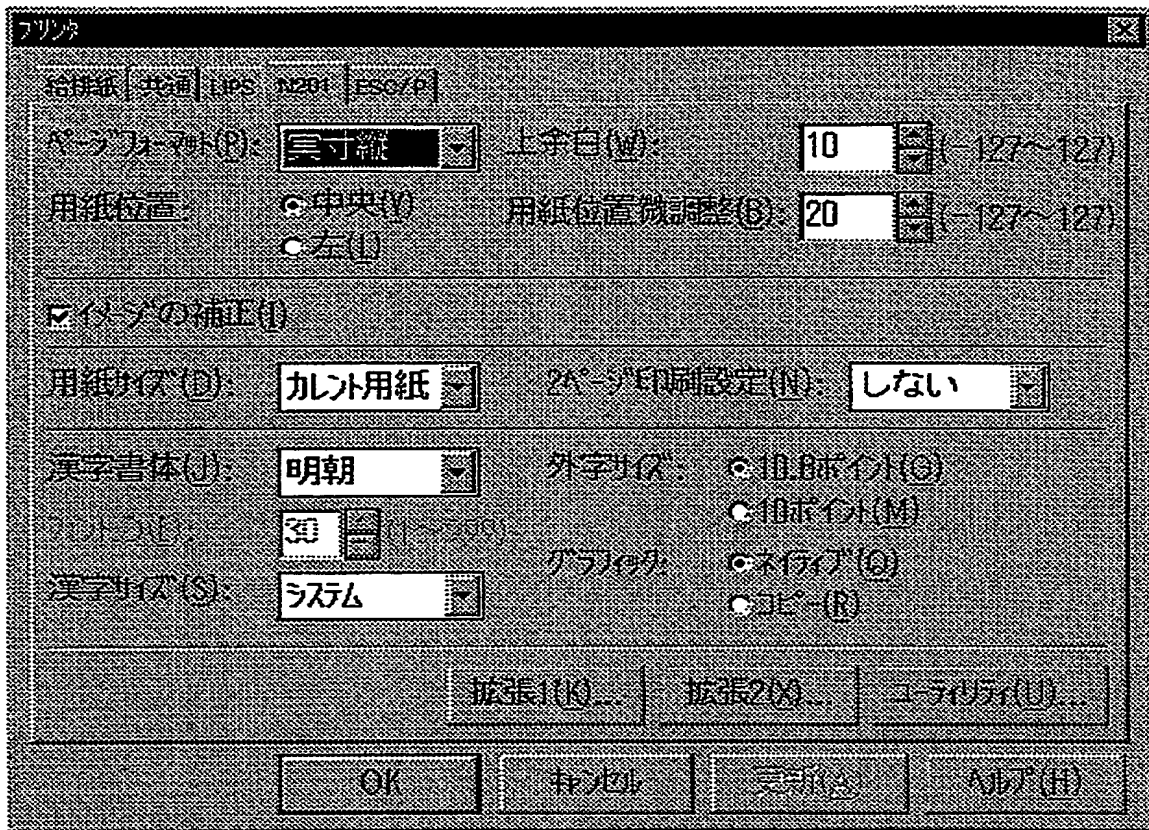 プリンタ
給排紙 共通 LIPS N201 ESC/P
ページフォーマット(P): 実寸縦 上余白(W): 10 (-127~127)
用紙位置: 中央(Y) 用紙位置微調整(B): 20 (-127~127)
左(L)
イメージの補正(I)
用紙サイズ(D): カレント用紙 2ページ印刷設定(N): しない
漢字書体(J): 明朝 外字サイズ: 10.8ポイント(G)
30 10ポイント(M)
グラフィック: ネイティブ(Q)
漢字サイズ(S): システム コピー(R)
拡張1(K)... 拡張2(X)... ユーティリティ(U)...
OK キャンセル 更新(A) ヘルプ(H)